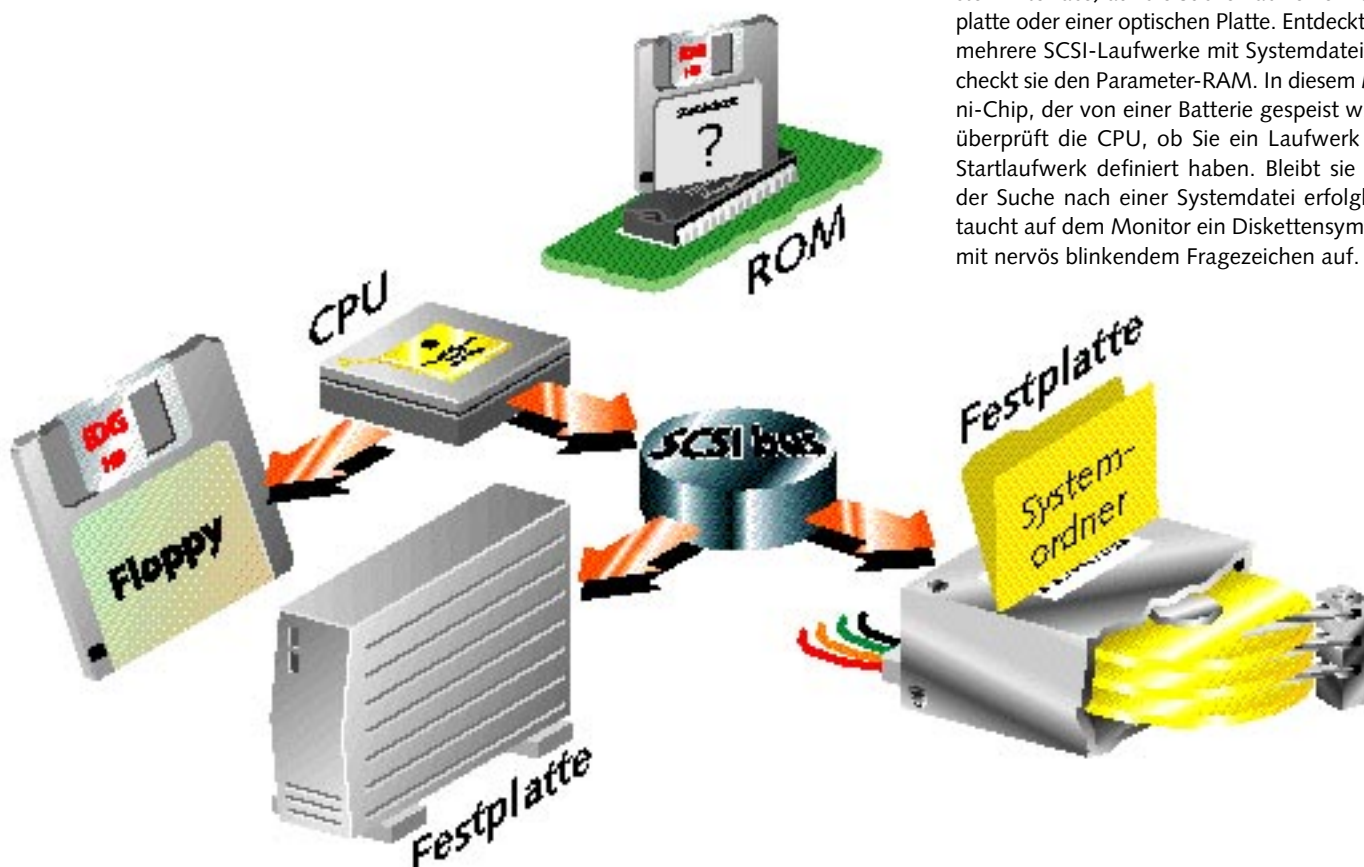 platte oder einer optischen Platte. Entdeckt
mehrere SCSI-Laufwerke mit Systemdatei
checkt sie den Parameter-RAM. In diesem
ni-Chip, der von einer Batterie gespeist
überprüft die CPU, ob Sie ein Laufwerk
Startlaufwerk definiert haben. Bleibt sie
der Suche nach einer Systemdatei
taucht auf dem Monitor ein
mit nervös blinkendem Fragezeichen auf.
?
ROM
CPU
SCSI bus
Festplatte
System-
ordner
IDG
HD
Floppy
Festplatte